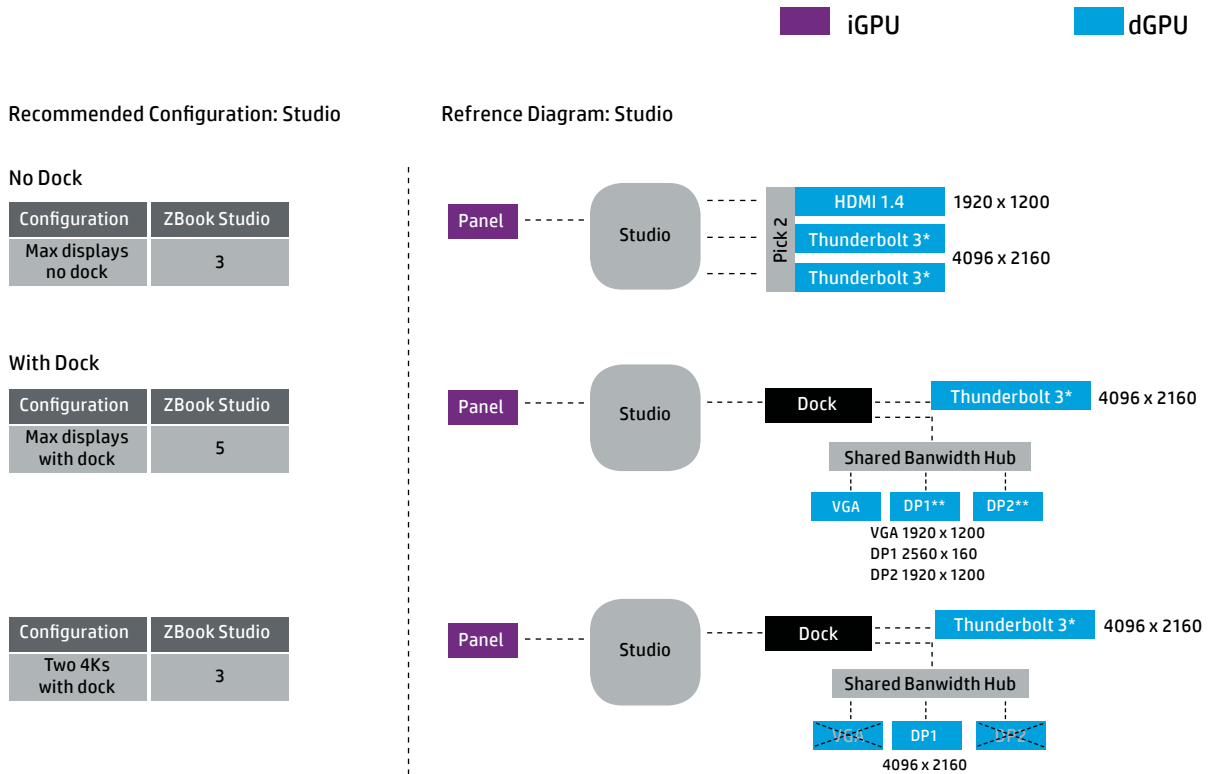 iGPU
dGPU
Recommended Configuration: Studio
Refrence Diagram: Studio
No Dock
Configuration ZBook Studio
Max displays
no dock
3
Panel
Studio
Pick 2
HDMI 1.4
1920 x 1200
Thunderbolt 3*
4096 x 2160
Thunderbolt 3*
With Dock
Configuration ZBook Studio
Max displays
with dock
5
Panel
Studio
Dock
Thunderbolt 3*
4096 x 2160
Shared Banwidth Hub
VGA
DP1**
DP2**
VGA 1920 x 1200
DP1 2560 x 160
DP2 1920 x 1200
Configuration ZBook Studio
Two 4Ks
with dock
3
Panel
Studio
Dock
Thunderbolt 3*
4096 x 2160
Shared Banwidth Hub
VGA
DP1
DP2
4096 x 2160